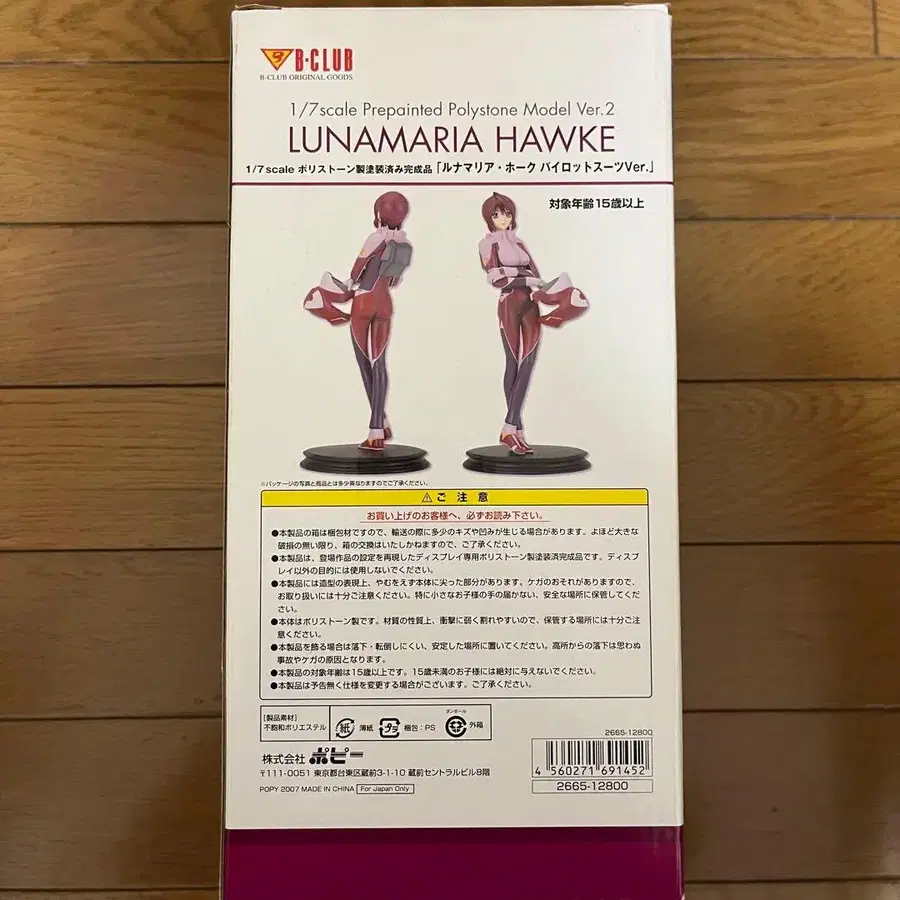 B-CLUB
B-CLUB ORIGINAL GOODS
1/7scale Prepainted Polystone Model Ver.2
LUNAMARIA HAWKE
1/7scale ポリストーン製塗装済み完成品「ルナマリア・ホーク パイロットスーツVer.」
対象年齢15歳以上
※パッケージの写真と商品とは多少異なりますのでご了承ください。
⚠ご 注 意
お買い上げのお客様へ、必ずお読み下さい。
●本製品の箱は梱包材ですので、輸送の際に多少のキズや凹みが生じる場合があります。よほど大きな
破損の無い限り、箱の交換はいたしかねますので、ご了承ください。
●本製品は、登場作品の設定を再現したディスプレイ専用ポリストーン製塗装済完成品です。ディスプ
レイ以外の目的には使用しないでください。
●本製品には造型の表現上、やむをえず本体に尖った部分があります。ケガのおそれがありますので、
お取り扱いには十分ご注意ください。特に小さなお子様の手の届かない、安全な場所に保管してくだ
さい。
●本体はポリストーン製です。材質の性質上、衝撃に弱く割れやすいので、保管する場所には十分ご注
意ください。
●本製品を飾る場合は落下・転倒しにくい、安定した場所に置いてください。高所からの落下は思わぬ
事故やケガの原因となります。
●本製品の対象年齢は15歳以上です。15歳未満のお子様には絶対に与えないでください。
●本製品は予告無く仕様を変更する場合がございます。ご了承ください。
[製品素材]
不飽和ポリエステル
紙 薄紙
プラ 梱包：PS
ダンボール
外箱
2665-12800
株式会社 ポピー
〒111-0051 東京都台東区蔵前3-1-10 蔵前セントラルビル8階
POPY 2007 MADE IN CHINA For Japan Only
4 560271 691452
2665-12800